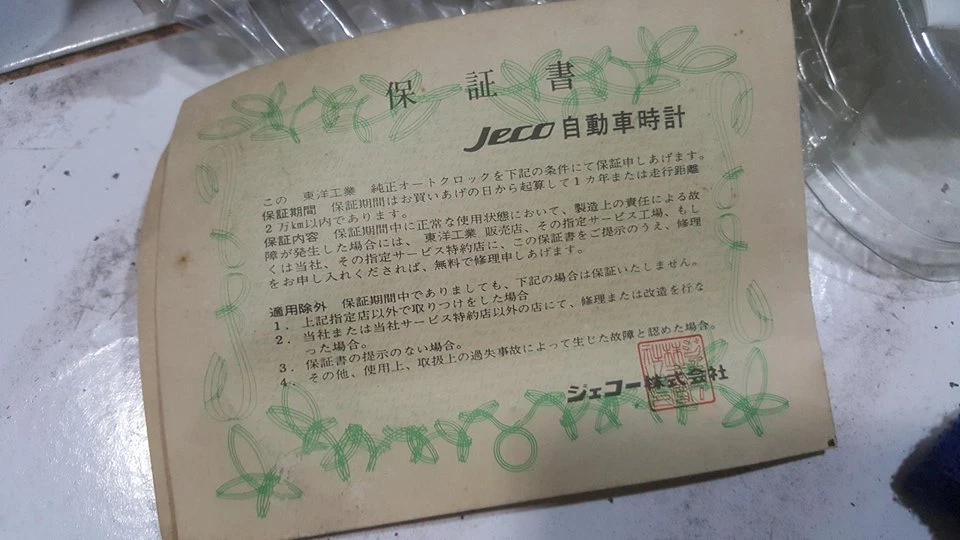 保証書
Jeco 自動車時計
この 東洋工業 純正オートクロックを下記の条件にて保証申しあげます。
保証期間 保証期間はお買いあげの日から起算して1カ年または走行距離
2万km以内であります。
保証内容 保証期間中に正常な使用状態において、製造上の責任による故
障が発生した場合には、東洋工業 販売店、その指定サービス工場、もし
くは当社、その指定サービス特約店に、この保証書をご提示のうえ、修理
をお申し入れくだされば、無料で修理申しあげます。
適用除外 保証期間中でありましても、下記の場合は保証いたしません。
1. 上記指定店以外で取りつけをした場合
2. 当社または当社サービス特約店以外の店にて、修理または改造を行な
った場合。
3. 保証書の提示のない場合。
4. その他、使用上、取扱上の過失事故によって生じた故障と認めた場合。
ジェコー株式会社